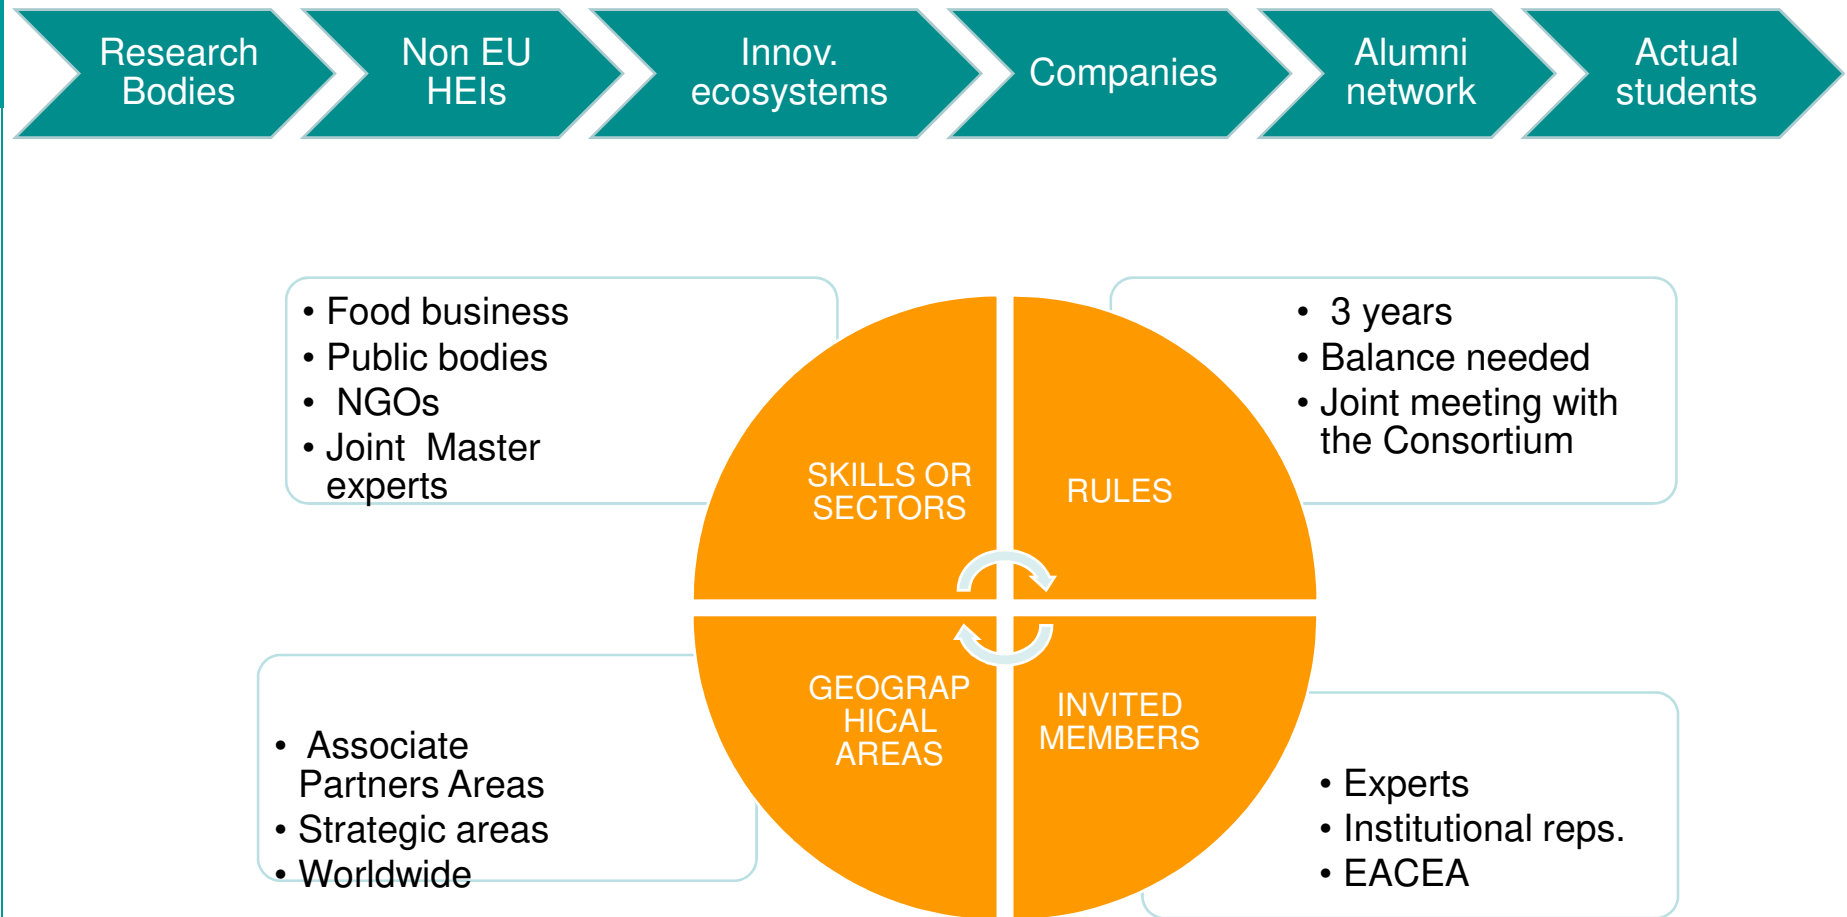 Research
Bodies
Non EU
HEIs
Innov.
ecosystems
Companies
Alumni
network
Actual
students
• Food business
• Public bodies
• NGOs
• Joint Master
experts
• 3 years
• Balance needed
• Joint meeting with
the Consortium
SKILLS OR
SECTORS
RULES
GEOGRAP
HICAL
AREAS
INVITED
MEMBERS
• Associate
Partners Areas
• Strategic areas
• Worldwide
• Experts
• Institutional reps.
• EACEA